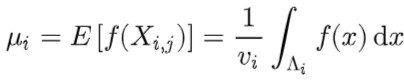 μ_i = E[f(X_{i,j})] = \frac{1}{v_i} \int_{Λ_i} f(x) dx